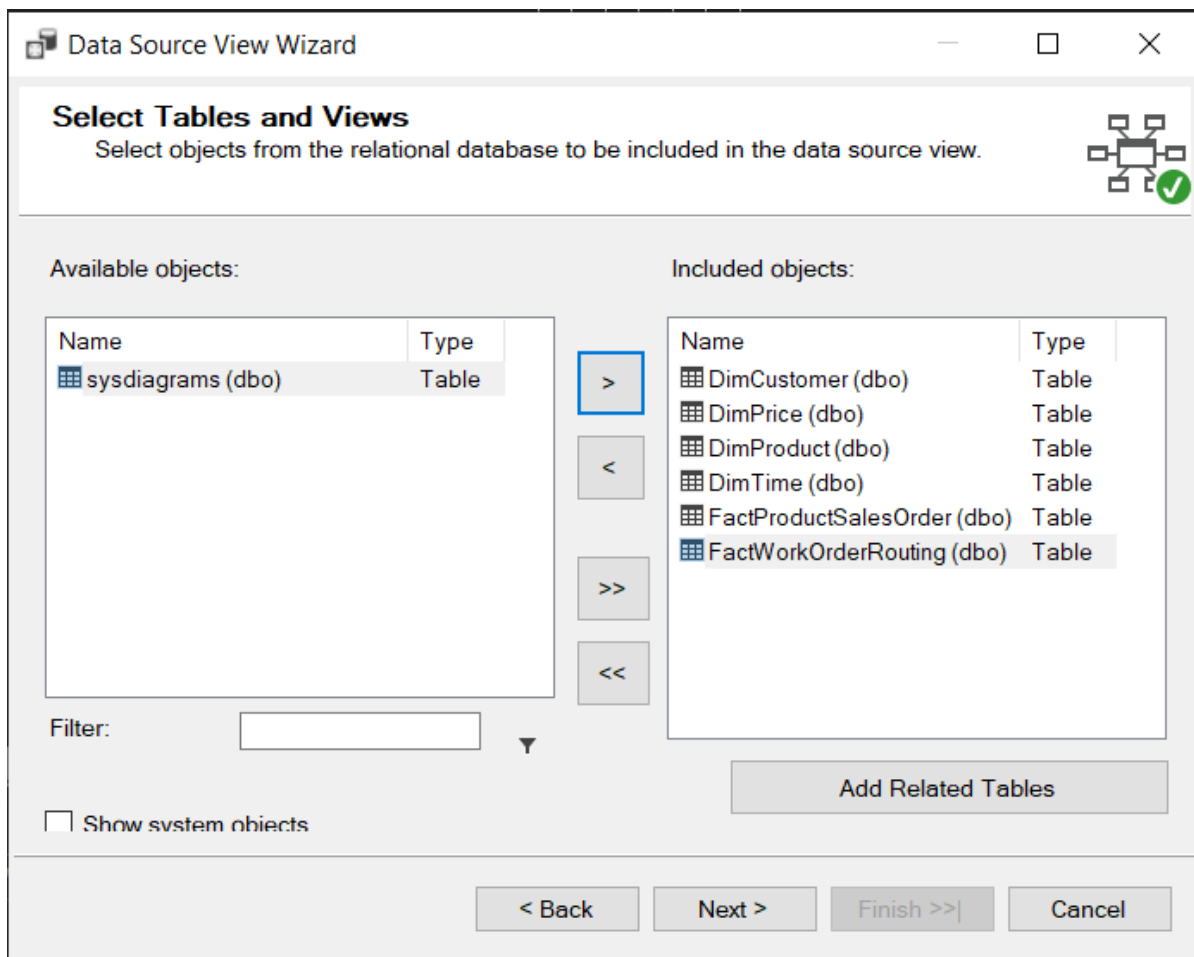 Data Source View Wizard
Select Tables and Views
Select objects from the relational database to be included in the data source view.
Available objects:
Name Type
sysdiagrams (dbo) Table
Filter:
Show system objects
>
<
>>
<<
Included objects:
Name Type
DimCustomer (dbo) Table
DimPrice (dbo) Table
DimProduct (dbo) Table
DimTime (dbo) Table
FactProductSalesOrder (dbo) Table
FactWorkOrderRouting (dbo) Table
Add Related Tables
< Back Next > Finish >>| Cancel